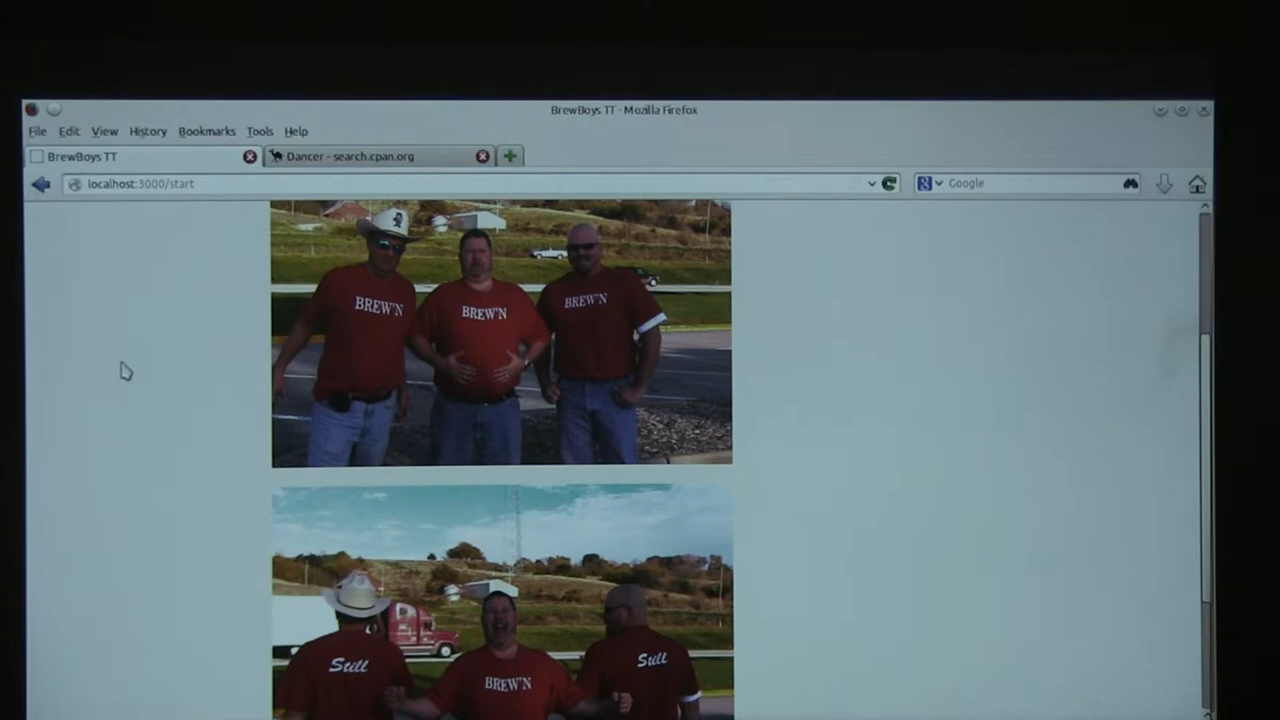 BrewBoys TT - Mozilla Firefox
File Edit View History Bookmarks Tools Help
BrewBoys TT
Dancer - search.cpan.org
localhost:3000/start
Google
BREW'N BREW'N BREW'N
Still BREW'N Still